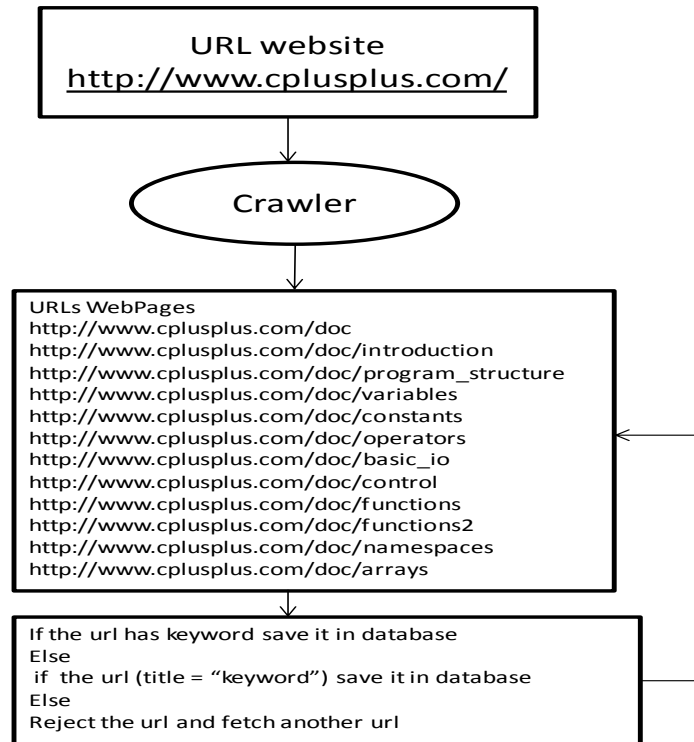 URL website
http://www.cplusplus.com/
Crawler
URLs WebPages
http://www.cplusplus.com/doc
http://www.cplusplus.com/doc/introduction
http://www.cplusplus.com/doc/program_structure
http://www.cplusplus.com/doc/variables
http://www.cplusplus.com/doc/constants
http://www.cplusplus.com/doc/operators
http://www.cplusplus.com/doc/basic_io
http://www.cplusplus.com/doc/control
http://www.cplusplus.com/doc/functions
http://www.cplusplus.com/doc/functions2
http://www.cplusplus.com/doc/namespaces
http://www.cplusplus.com/doc/arrays
If the url has keyword save it in database
Else
if the url (title = “keyword”) save it in database
Else
Reject the url and fetch another url